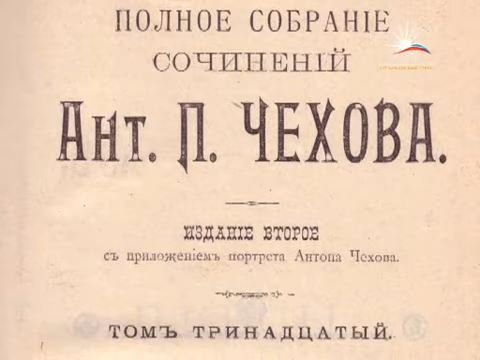 ПОЛНОЕ СОБРАНІЕ
СОЧИНЕНІЙ
АНТ. П. ЧЕХОВА.
ИЗДАНІЕ ВТОРОЕ
съ приложеніемъ портрета Антона Чехова.
ТОМЪ ТРИНАДЦАТЫЙ.